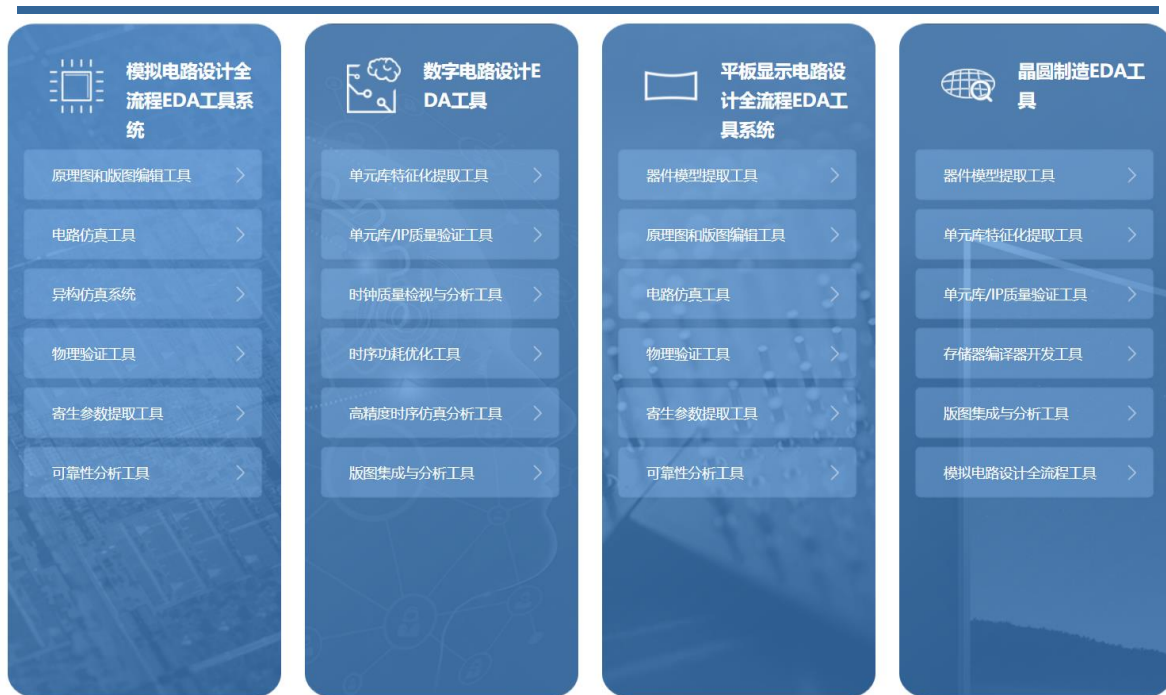 模拟电路设计全
流程EDA工具系
统
原理图和版图编辑工具
电路仿真工具
异构仿真系统
物理验证工具
寄生参数提取工具
可靠性分析工具
数字电路设计E
DA工具
单元库特征化提取工具
单元库/IP质量验证工具
时钟质量检视与分析工具
时序功耗优化工具
高精度时序仿真分析工具
版图集成与分析工具
平板显示电路设
计全流程EDA工
具系统
器件模型提取工具
原理图和版图编辑工具
电路仿真工具
物理验证工具
寄生参数提取工具
可靠性分析工具
晶圆制造EDA工
具
器件模型提取工具
单元库特征化提取工具
单元库/IP质量验证工具
存储器编译器开发工具
版图集成与分析工具
模拟电路设计全流程工具